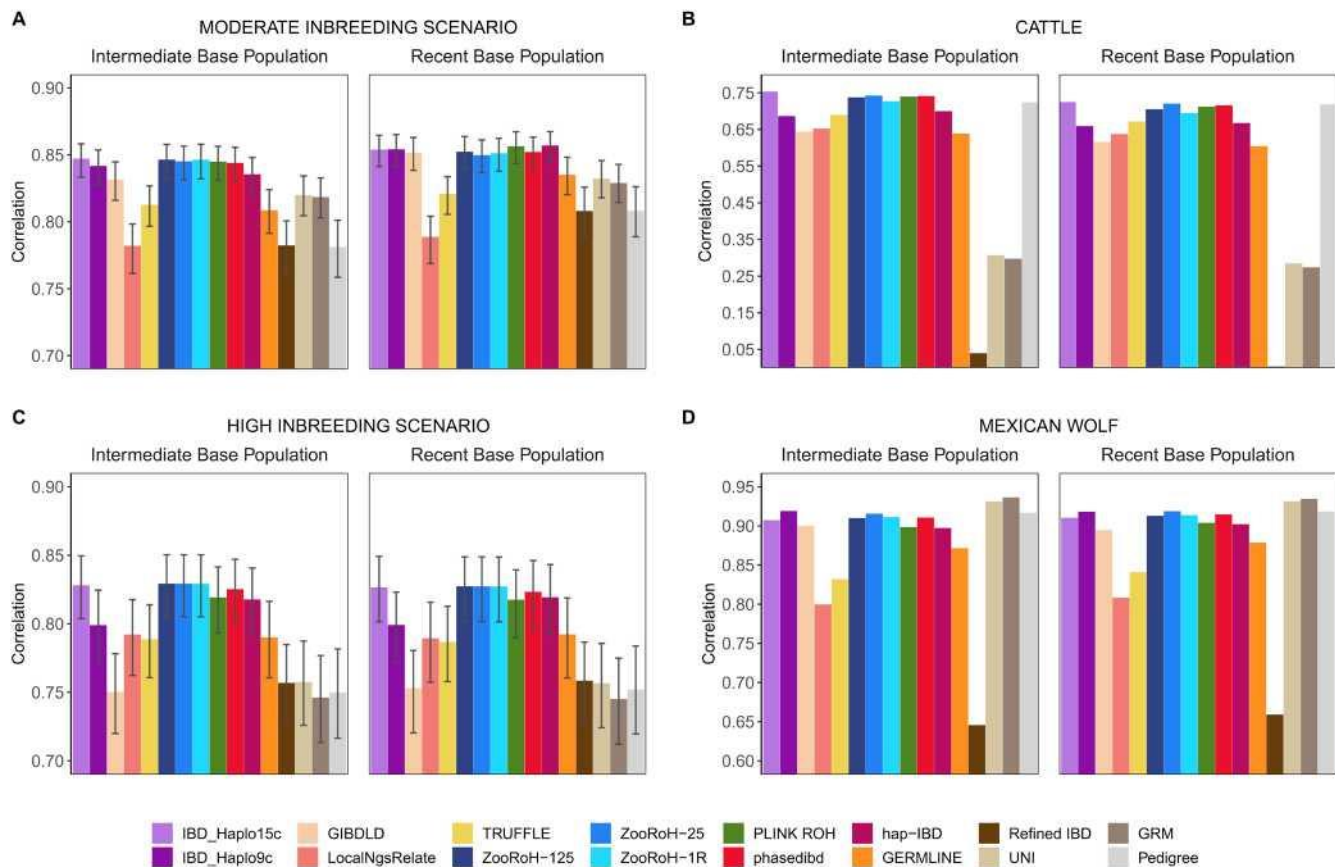 A
MODERATE INBREEDING SCENARIO
Intermediate Base Population
Recent Base Population
Correlation
0.90
0.85
0.80
0.75
0.70
B
CATTLE
Intermediate Base Population
Recent Base Population
Correlation
0.75
0.65
0.55
0.45
0.35
0.25
0.15
0.05
C
HIGH INBREEDING SCENARIO
Intermediate Base Population
Recent Base Population
Correlation
0.90
0.85
0.80
0.75
0.70
D
MEXICAN WOLF
Intermediate Base Population
Recent Base Population
Correlation
0.95
0.90
0.85
0.80
0.75
0.70
0.65
0.60
IBD_Haplo15c GIBDLD TRUFFLE ZooRoH-25 PLINK ROH hap-IBD Refined IBD GRM
IBD_Haplo9c LocalNgsRelate ZooRoH-125 ZooRoH-1R phasedibd GERMLINE UNI Pedigree